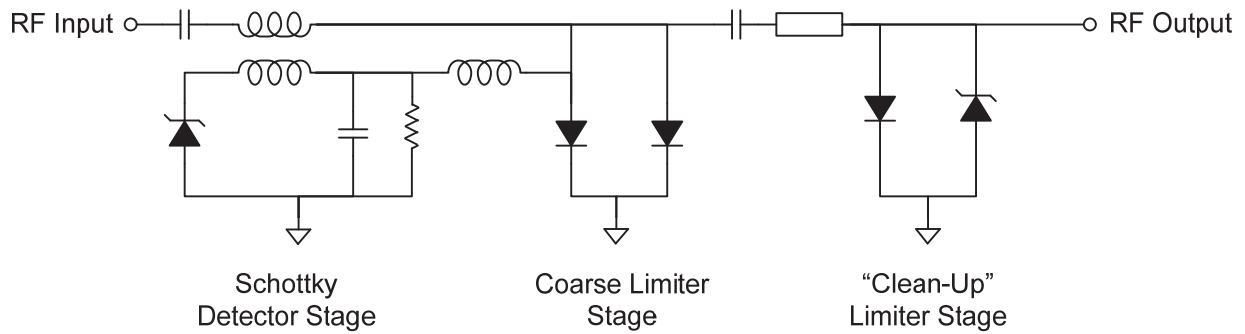 RF Input
RF Output
Schottky
Detector Stage
Coarse Limiter
Stage
“Clean-Up”
Limiter Stage